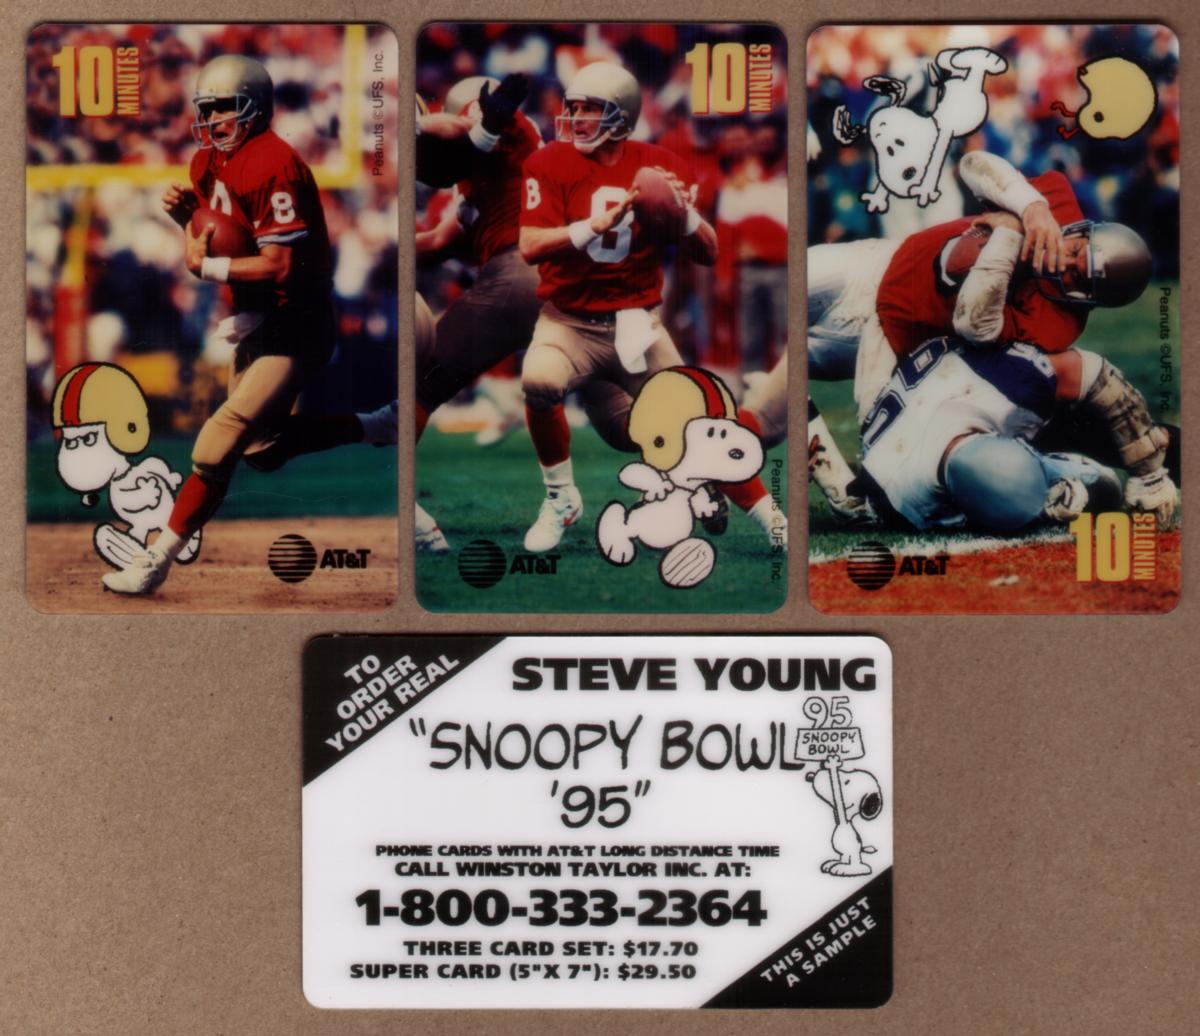 10 MINUTES
Peanuts © UFS, Inc.
8
AT&T
10 MINUTES
8
8
Peanuts © UFS, Inc.
AT&T
Peanuts © UFS, Inc.
10 MINUTES
AT&T
TO
ORDER
YOUR REAL
STEVE YOUNG
"SNOOPY BOWL
'95"
95
SNOOPY
BOWL
PHONE CARDS WITH AT&T LONG DISTANCE TIME
CALL WINSTON TAYLOR INC. AT:
1-800-333-2364
THREE CARD SET: $17.70
SUPER CARD (5"X 7"): $29.50
THIS IS JUST
A SAMPLE